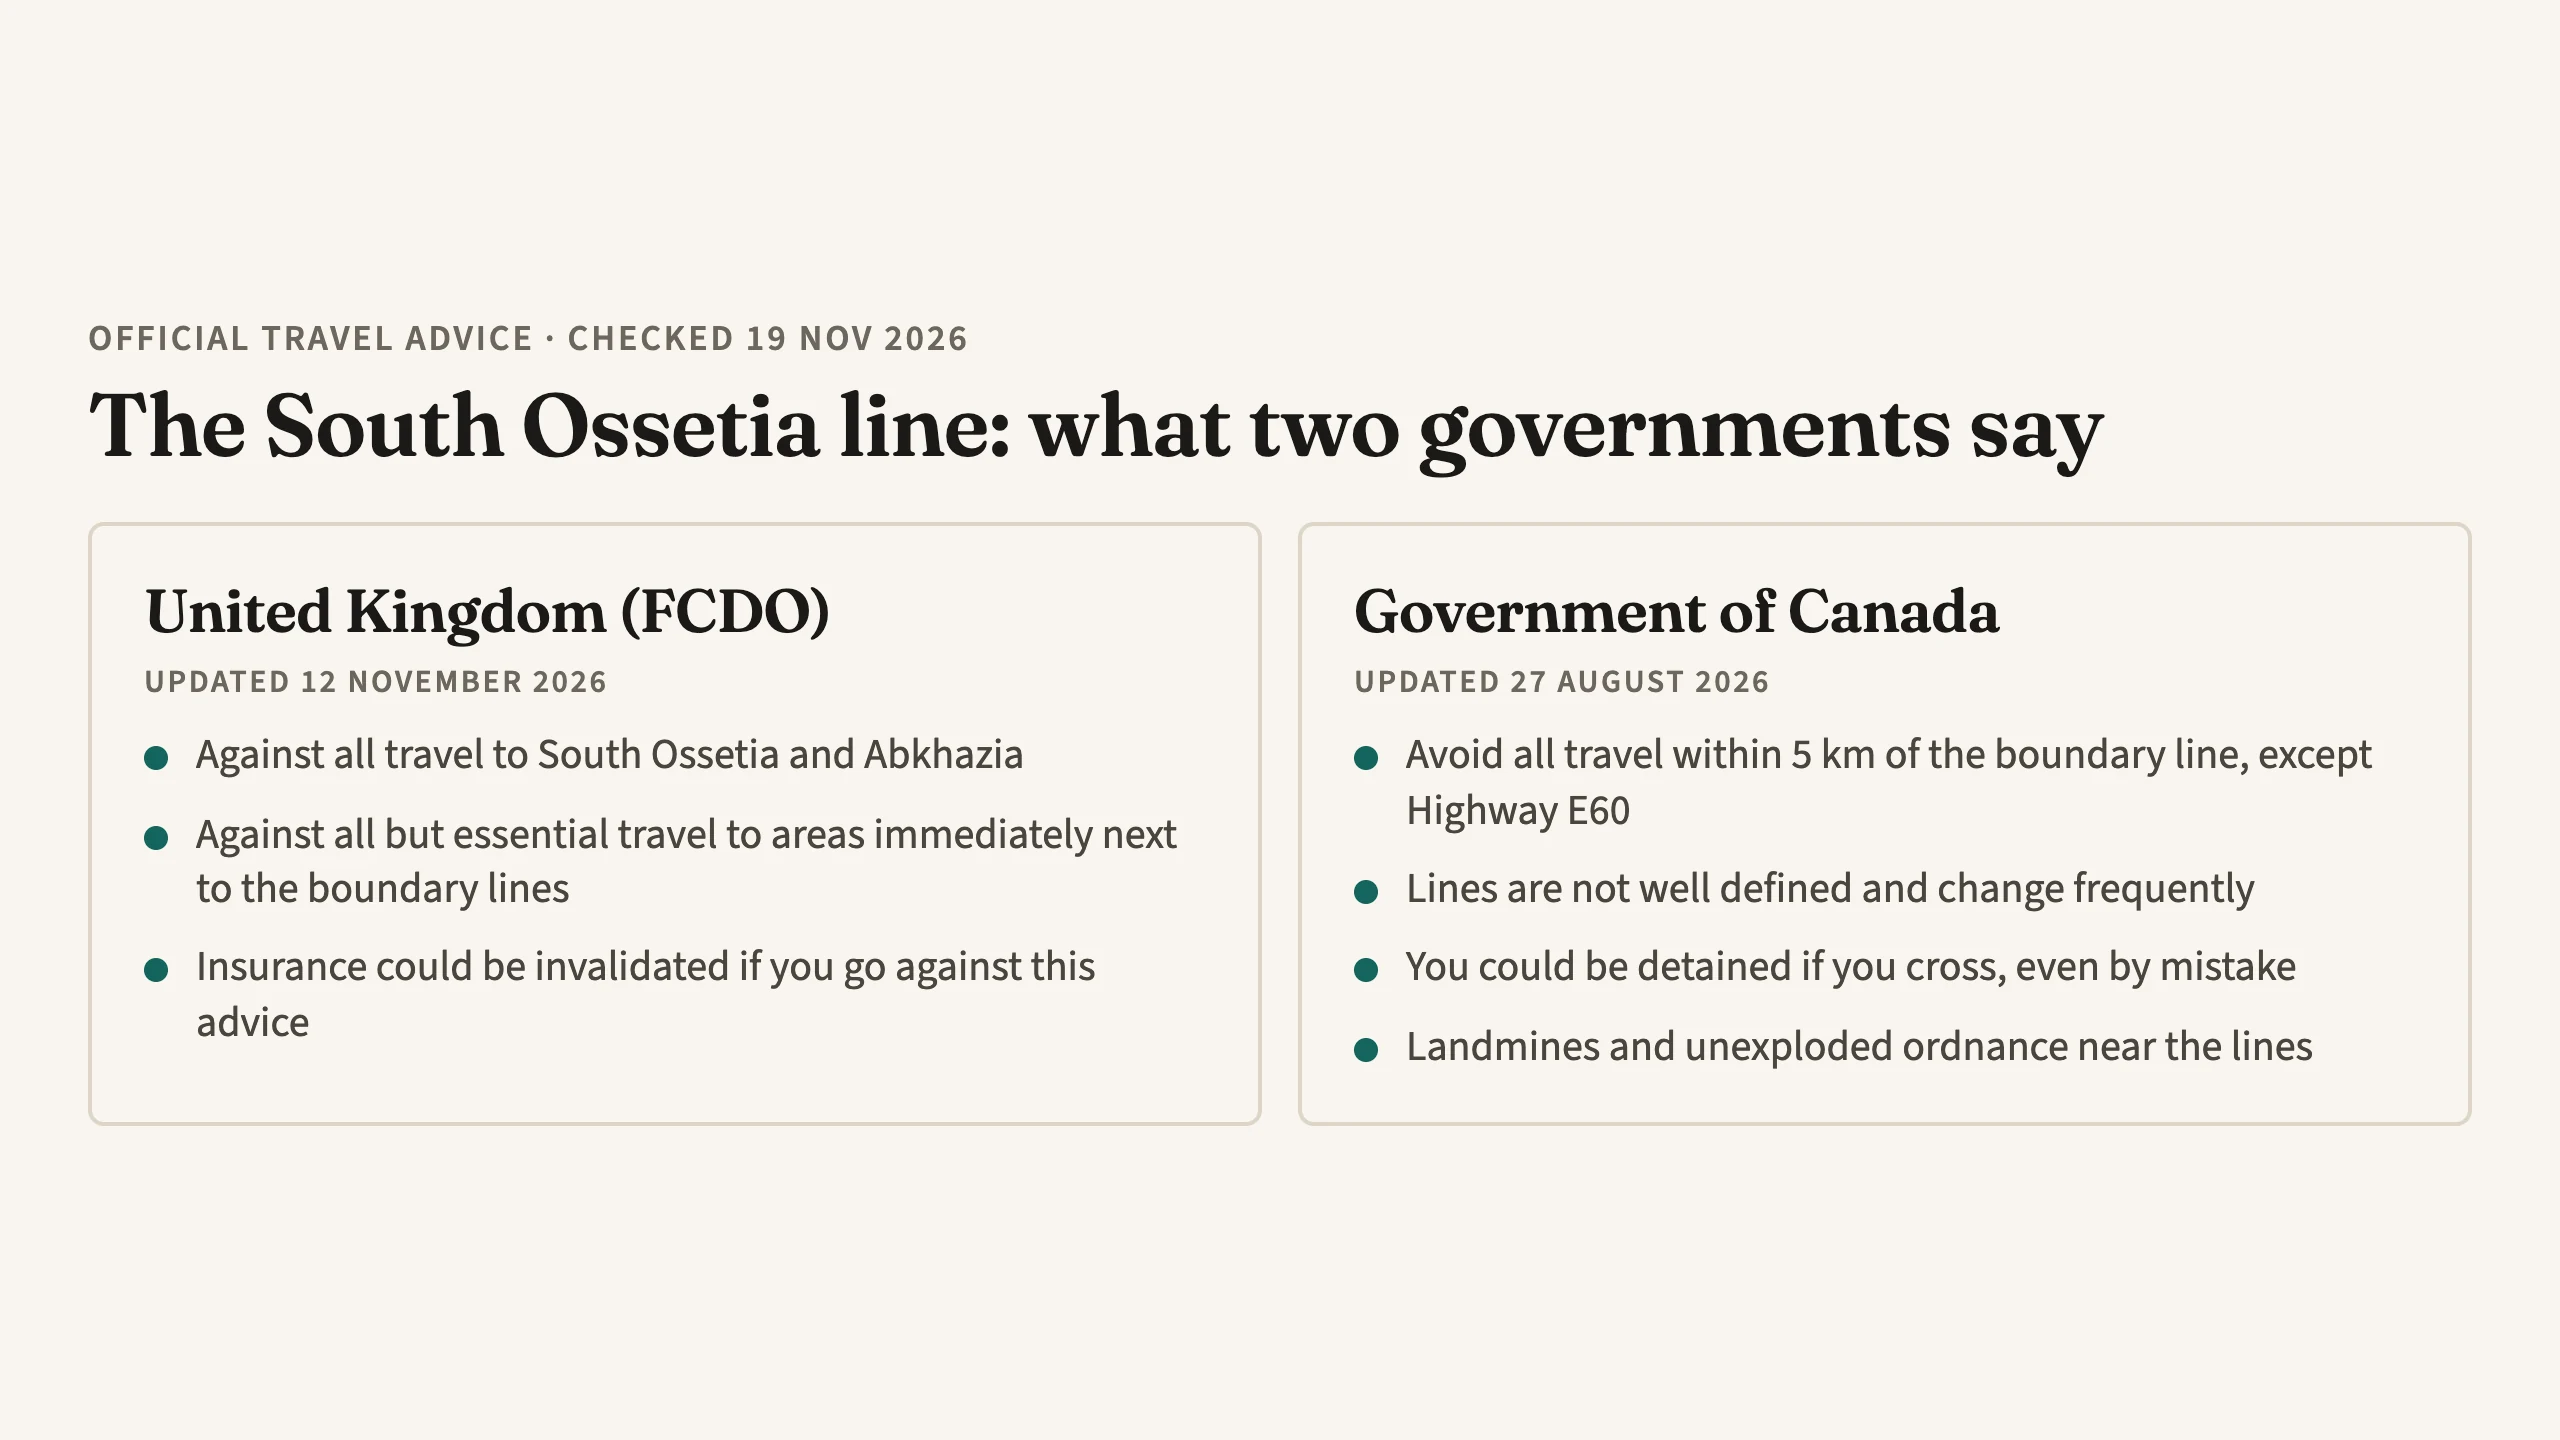 OFFICIAL TRAVEL ADVICE · CHECKED 19 NOV 2026
The South Ossetia line: what two governments say
United Kingdom (FCDO)
UPDATED 12 NOVEMBER 2026
Against all travel to South Ossetia and Abkhazia
Against all but essential travel to areas immediately next
to the boundary lines
Insurance could be invalidated if you go against this
advice
Government of Canada
UPDATED 27 AUGUST 2026
Avoid all travel within 5 km of the boundary line, except
Highway E60
Lines are not well defined and change frequently
You could be detained if you cross, even by mistake
Landmines and unexploded ordnance near the lines